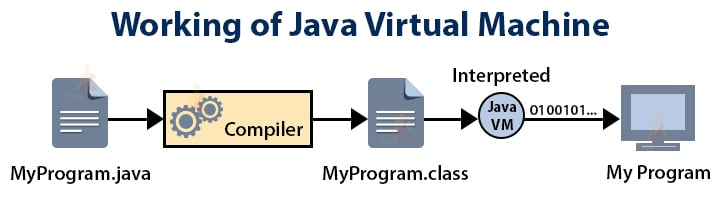 Working of Java Virtual Machine
Interpreted
Compiler
Java
VM
0100101...
MyProgram.java
MyProgram.class
My Program